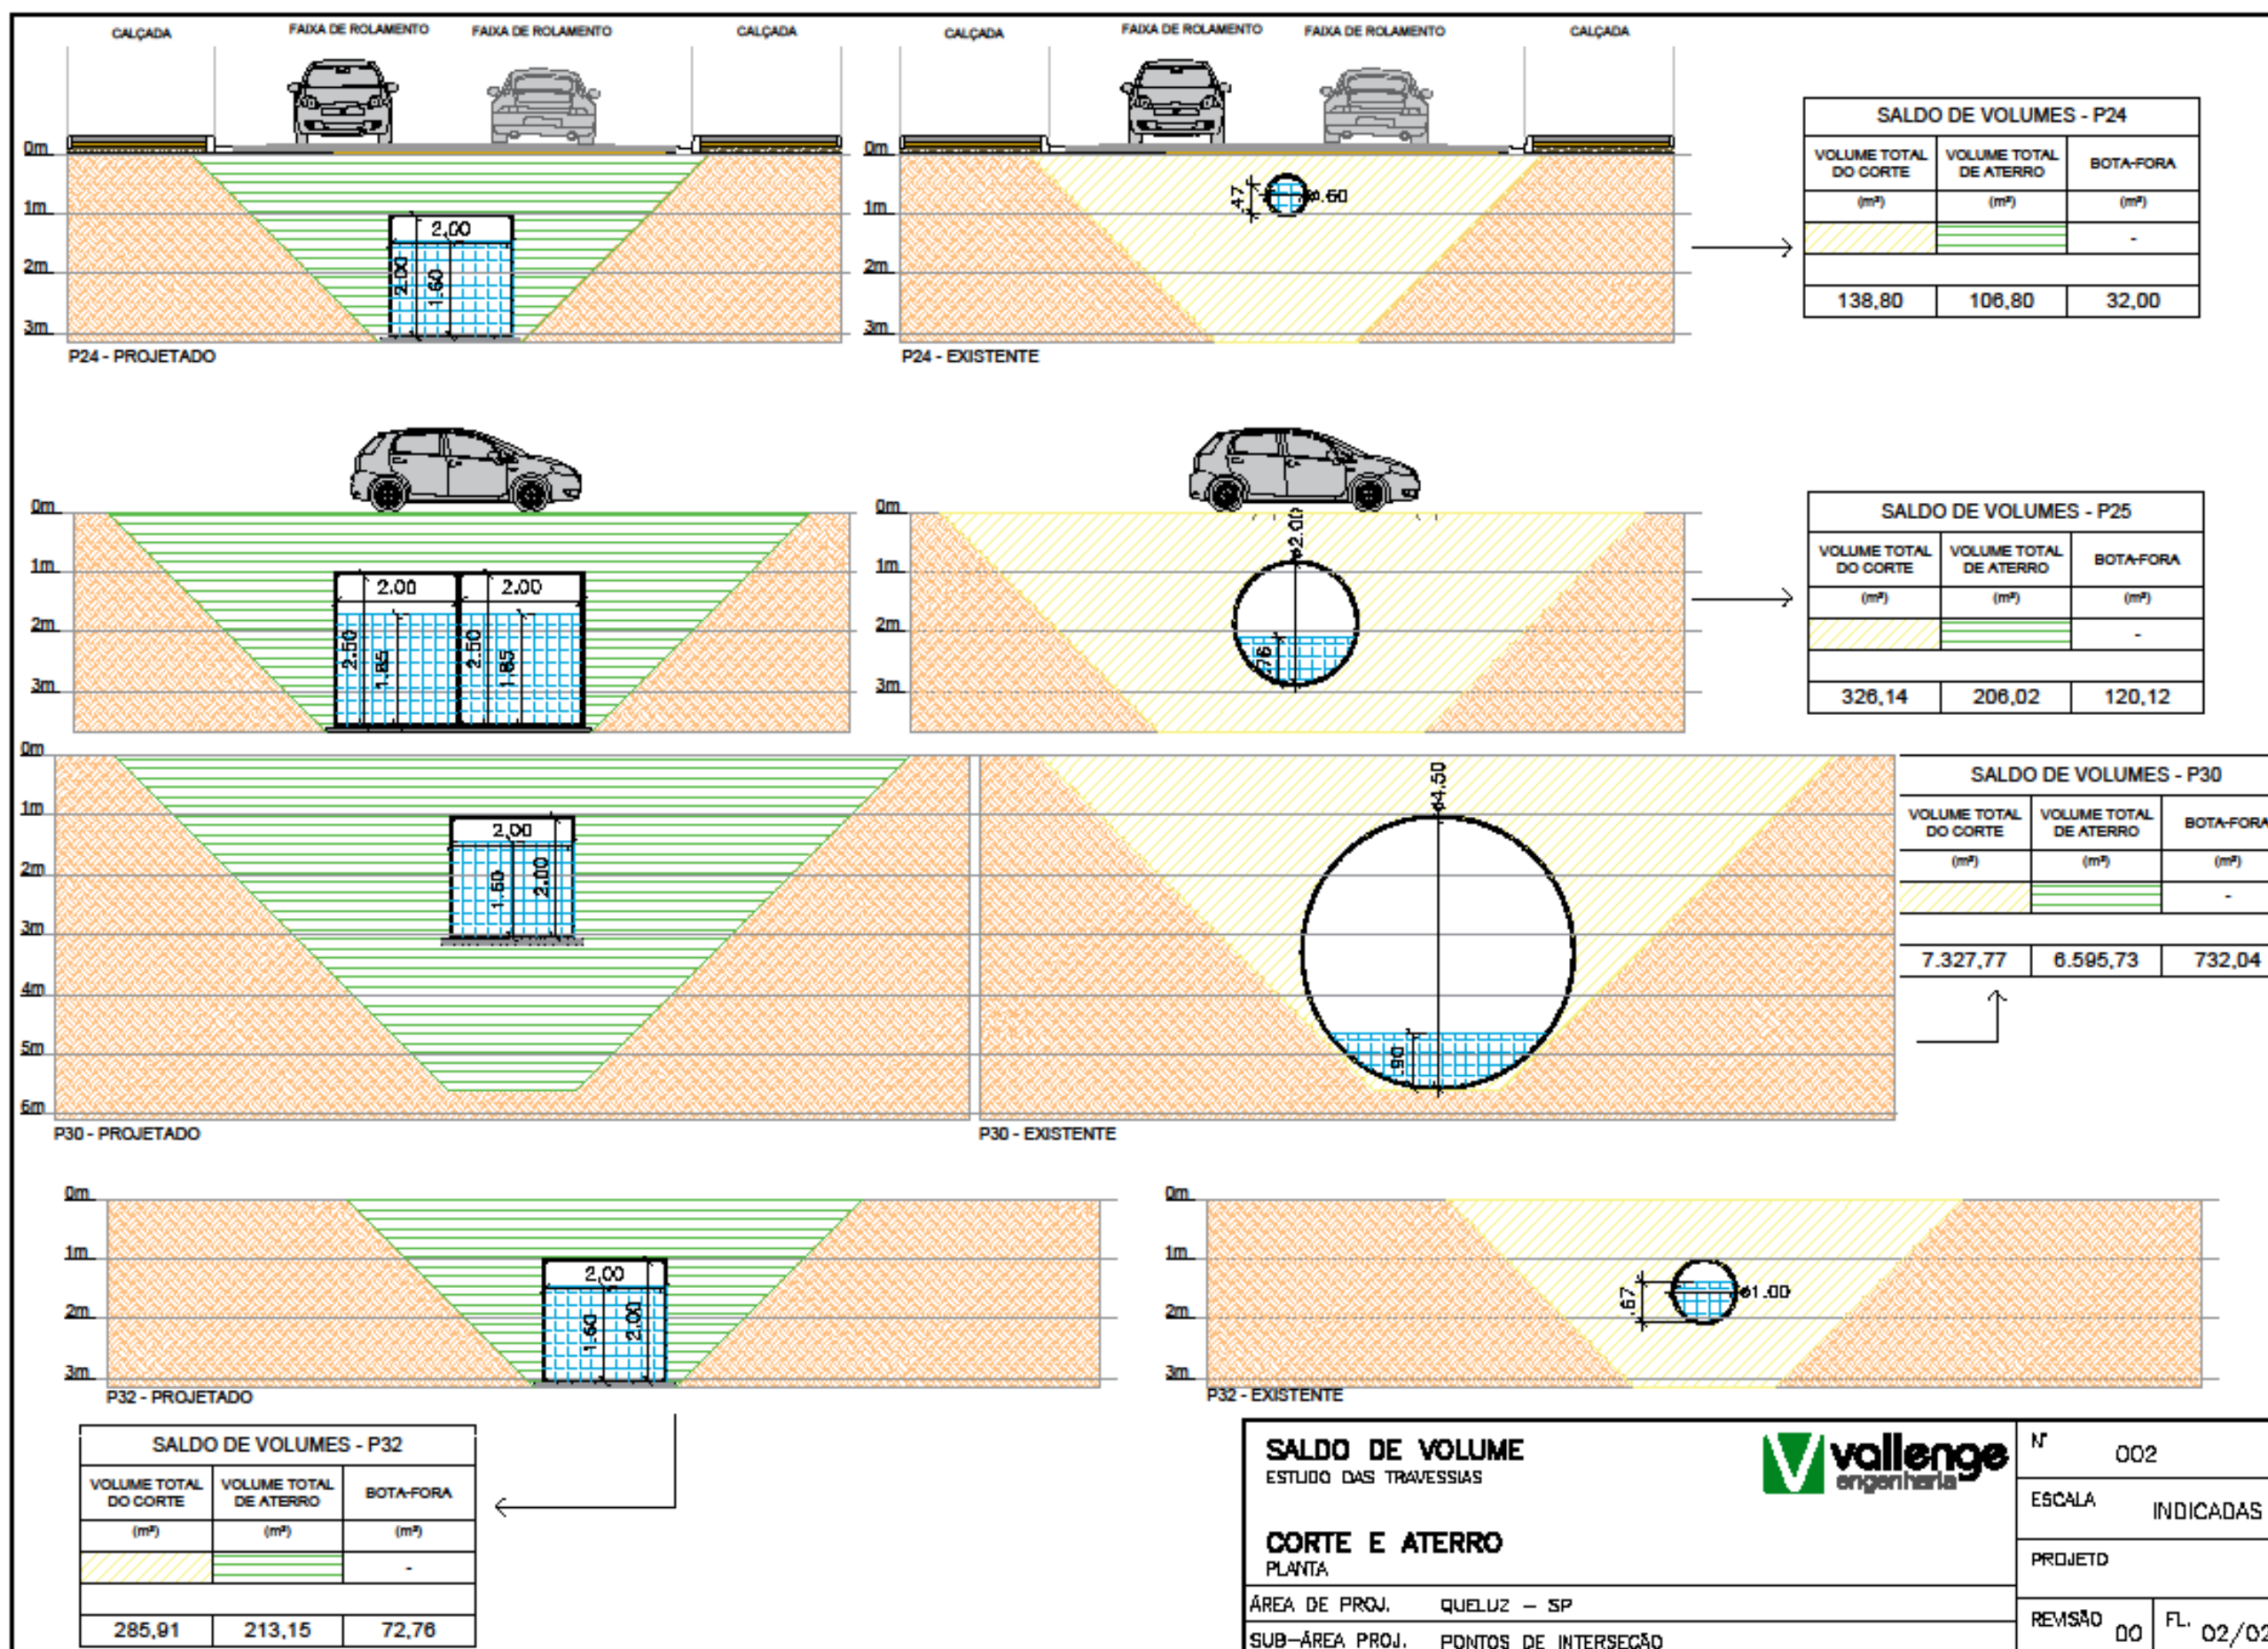 CALÇADA
FAIXA DE ROLAMENTO
FAIXA DE ROLAMENTO
CALÇADA
0m
1m
2m
3m
2,00
2.00
1.60
P24 - PROJETADO
CALÇADA
FAIXA DE ROLAMENTO
FAIXA DE ROLAMENTO
CALÇADA
0m
1m
2m
3m
.47
.60
P24 - EXISTENTE
SALDO DE VOLUMES - P24
VOLUME TOTAL DO CORTE
VOLUME TOTAL DE ATERRO
BOTA-FORA
(m³) (m³) (m³)
-
138,80 106,80 32,00
0m
1m
2m
3m
2.00 2.00
2.50 1.85 2.50 1.85
0m
1m
2m
3m
ø2.00
.76
SALDO DE VOLUMES - P25
VOLUME TOTAL DO CORTE
VOLUME TOTAL DE ATERRO
BOTA-FORA
(m³) (m³) (m³)
-
326,14 206,02 120,12
0m
1m
2m
3m
4m
5m
6m
2,00
1.60 2.00
P30 - PROJETADO
ø4.50
.90
P30 - EXISTENTE
SALDO DE VOLUMES - P30
VOLUME TOTAL DO CORTE
VOLUME TOTAL DE ATERRO
BOTA-FORA
(m³) (m³) (m³)
-
7.327,77 6.595,73 732,04
0m
1m
2m
3m
2,00
1.60 2.00
P32 - PROJETADO
0m
1m
2m
3m
.67
ø1.00
P32 - EXISTENTE
SALDO DE VOLUMES - P32
VOLUME TOTAL DO CORTE
VOLUME TOTAL DE ATERRO
BOTA-FORA
(m³) (m³) (m³)
-
285,91 213,15 72,76
SALDO DE VOLUME
ESTUDO DAS TRAVESSIAS
CORTE E ATERRO
PLANTA
vallenge
engenharia
ÁREA DE PROJ. QUELUZ - SP
SUB-ÁREA PROJ. PONTOS DE INTERSEÇÃO
N° 002
ESCALA INDICADAS
PROJETO
REVISÃO 00
FL. 02/02